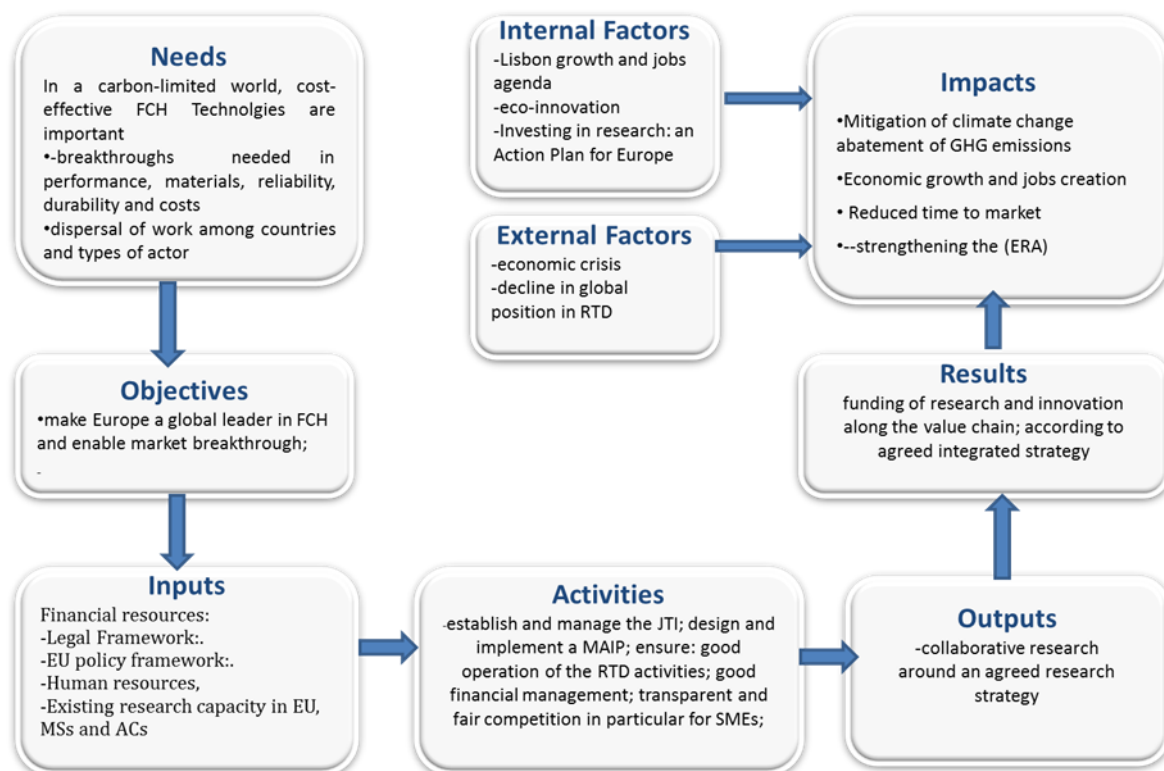 Needs
In a carbon-limited world, cost-
effective FCH Technolgies are
important
•-breakthroughs needed in
performance, materials, reliability,
durability and costs
•dispersal of work among countries
and types of actor
Internal Factors
-Lisbon growth and jobs
agenda
-eco-innovation
-Investing in research: an
Action Plan for Europe
External Factors
-economic crisis
-decline in global
position in RTD
Impacts
•Mitigation of climate change
abatement of GHG emissions
•Economic growth and jobs creation
• Reduced time to market
•--strengthening the (ERA)
Objectives
•make Europe a global leader in FCH
and enable market breakthrough;
-
Results
funding of research and innovation
along the value chain; according to
agreed integrated strategy
Inputs
Financial resources:
-Legal Framework:.
-EU policy framework:.
-Human resources,
-Existing research capacity in EU,
MSs and ACs
Activities
-establish and manage the JTI; design and
implement a MAIP; ensure: good
operation of the RTD activities; good
financial management; transparent and
fair competition in particular for SMEs;
Outputs
-collaborative research
around an agreed research
strategy